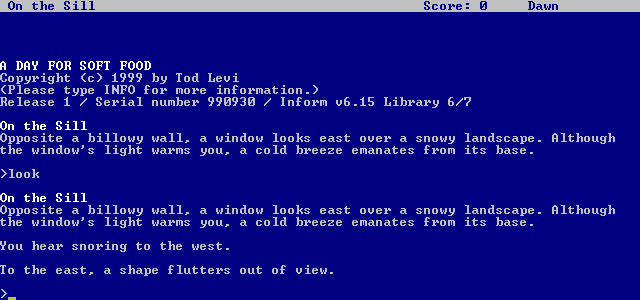 On the Sill Score: 0 Dawn
A DAY FOR SOFT FOOD
Copyright (c) 1999 by Tod Levi
(Please type INFO for more information.)
Release 1 / Serial number 990930 / Inform v6.15 Library 6/7
On the Sill
Opposite a billowy wall, a window looks east over a snowy landscape. Although
the window's light warms you, a cold breeze emanates from its base.
>look
On the Sill
Opposite a billowy wall, a window looks east over a snowy landscape. Although
the window's light warms you, a cold breeze emanates from its base.
You hear snoring to the west.
To the east, a shape flutters out of view.
>_